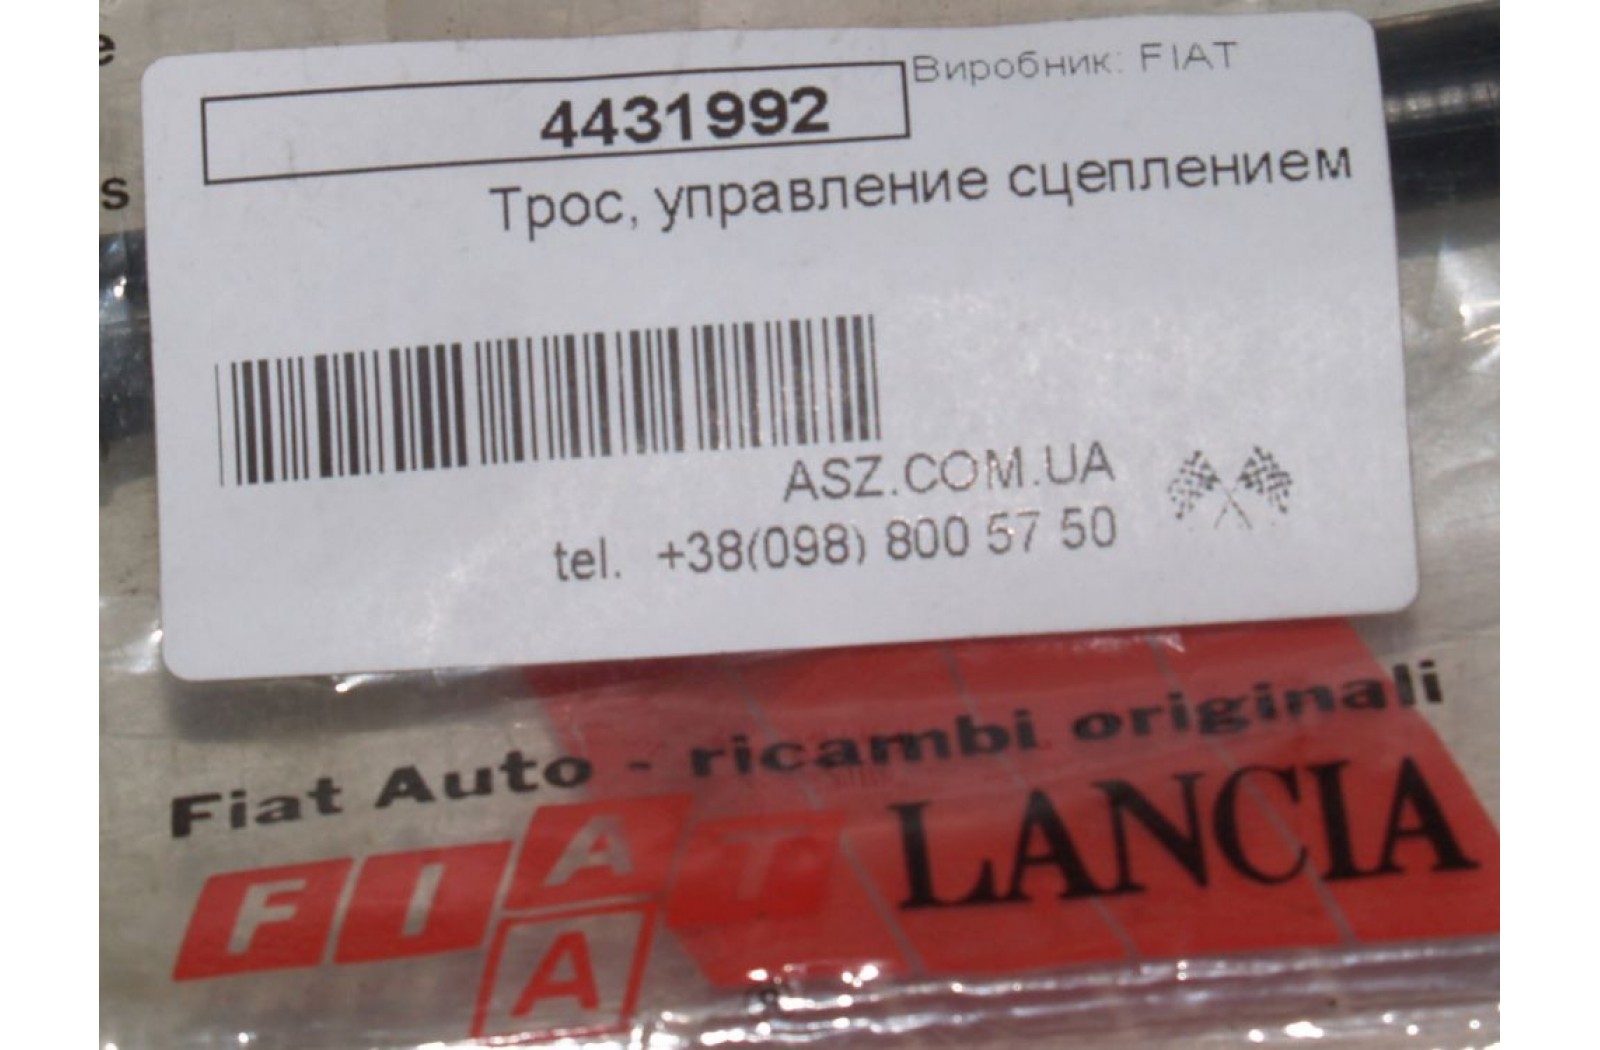 e
s
4431992
Виробник: FIAT
Трос, управление сцеплением
ASZ.COM.UA
tel. +38(098) 800 57 50
Fiat Auto - ricambi originali
FIAT
LANCIA
A